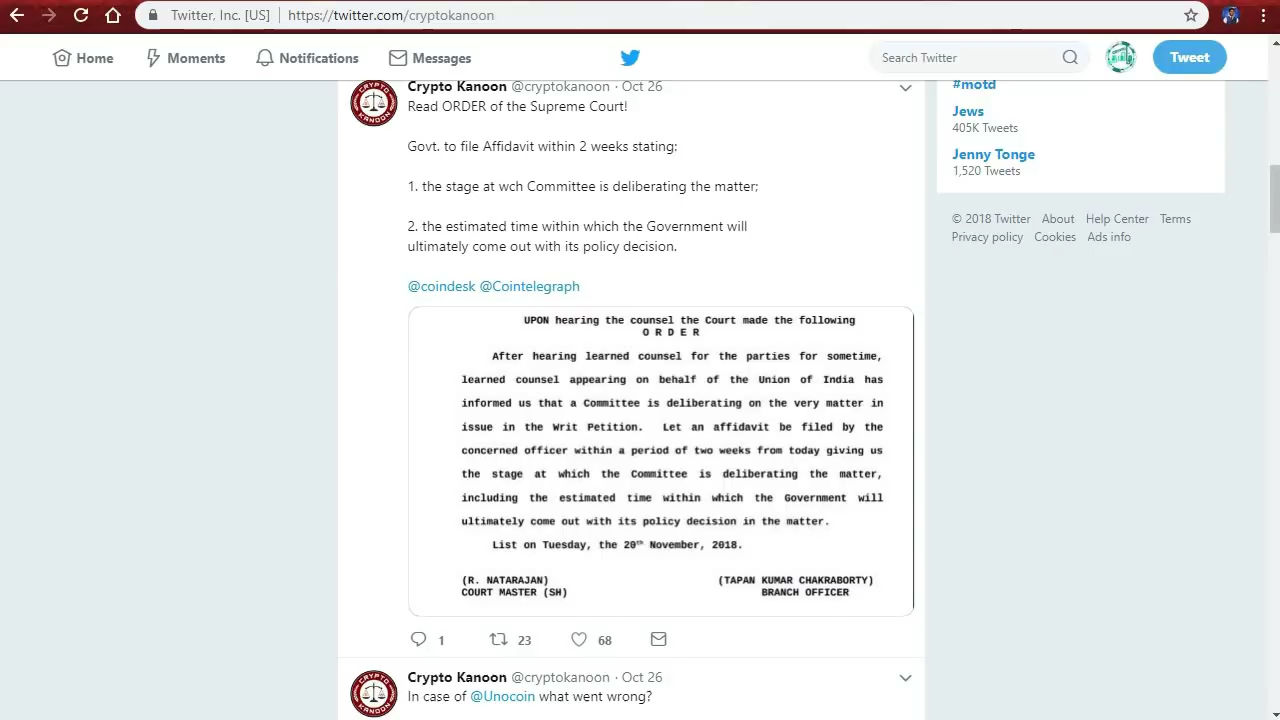 Twitter, Inc. [US] | https://twitter.com/cryptokanoon
Home Moments Notifications Messages Search Twitter Tweet
Crypto Kanoon @cryptokanoon · Oct 26
Read ORDER of the Supreme Court!
Govt. to file Affidavit within 2 weeks stating:
1. the stage at wch Committee is deliberating the matter;
2. the estimated time within which the Government will
ultimately come out with its policy decision.
@coindesk @Cointelegraph
UPON hearing the counsel the Court made the following
O R D E R
After hearing learned counsel for the parties for sometime,
learned counsel appearing on behalf of the Union of India has
informed us that a Committee is deliberating on the very matter in
issue in the Writ Petition. Let an affidavit be filed by the
concerned officer within a period of two weeks from today giving us
the stage at which the Committee is deliberating the matter,
including the estimated time within which the Government will
ultimately come out with its policy decision in the matter.
List on Tuesday, the 20th November, 2018.
(R. NATARAJAN) (TAPAN KUMAR CHAKRABORTY)
COURT MASTER (SH) BRANCH OFFICER
1 23 68
Crypto Kanoon @cryptokanoon · Oct 26
In case of @Unocoin what went wrong?
#motd
Jews
405K Tweets
Jenny Tonge
1,520 Tweets
© 2018 Twitter About Help Center Terms
Privacy policy Cookies Ads info
CRYPTO
KANOON
CRYPTO
KANOON